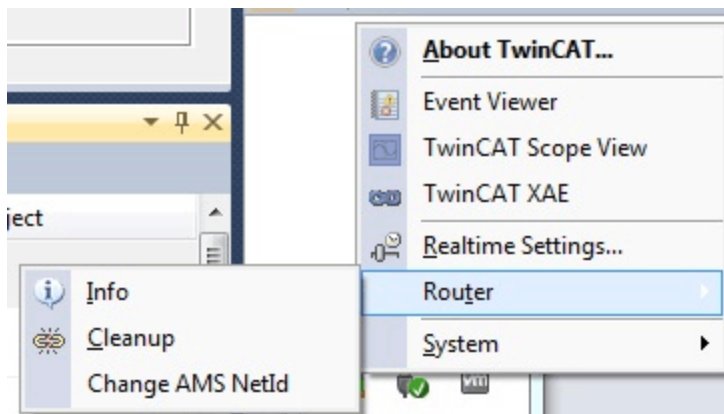 About TwinCAT...
Event Viewer
TwinCAT Scope View
TwinCAT XAE
ject
Realtime Settings...
Info
Router
Cleanup
System
Change AMS NetId